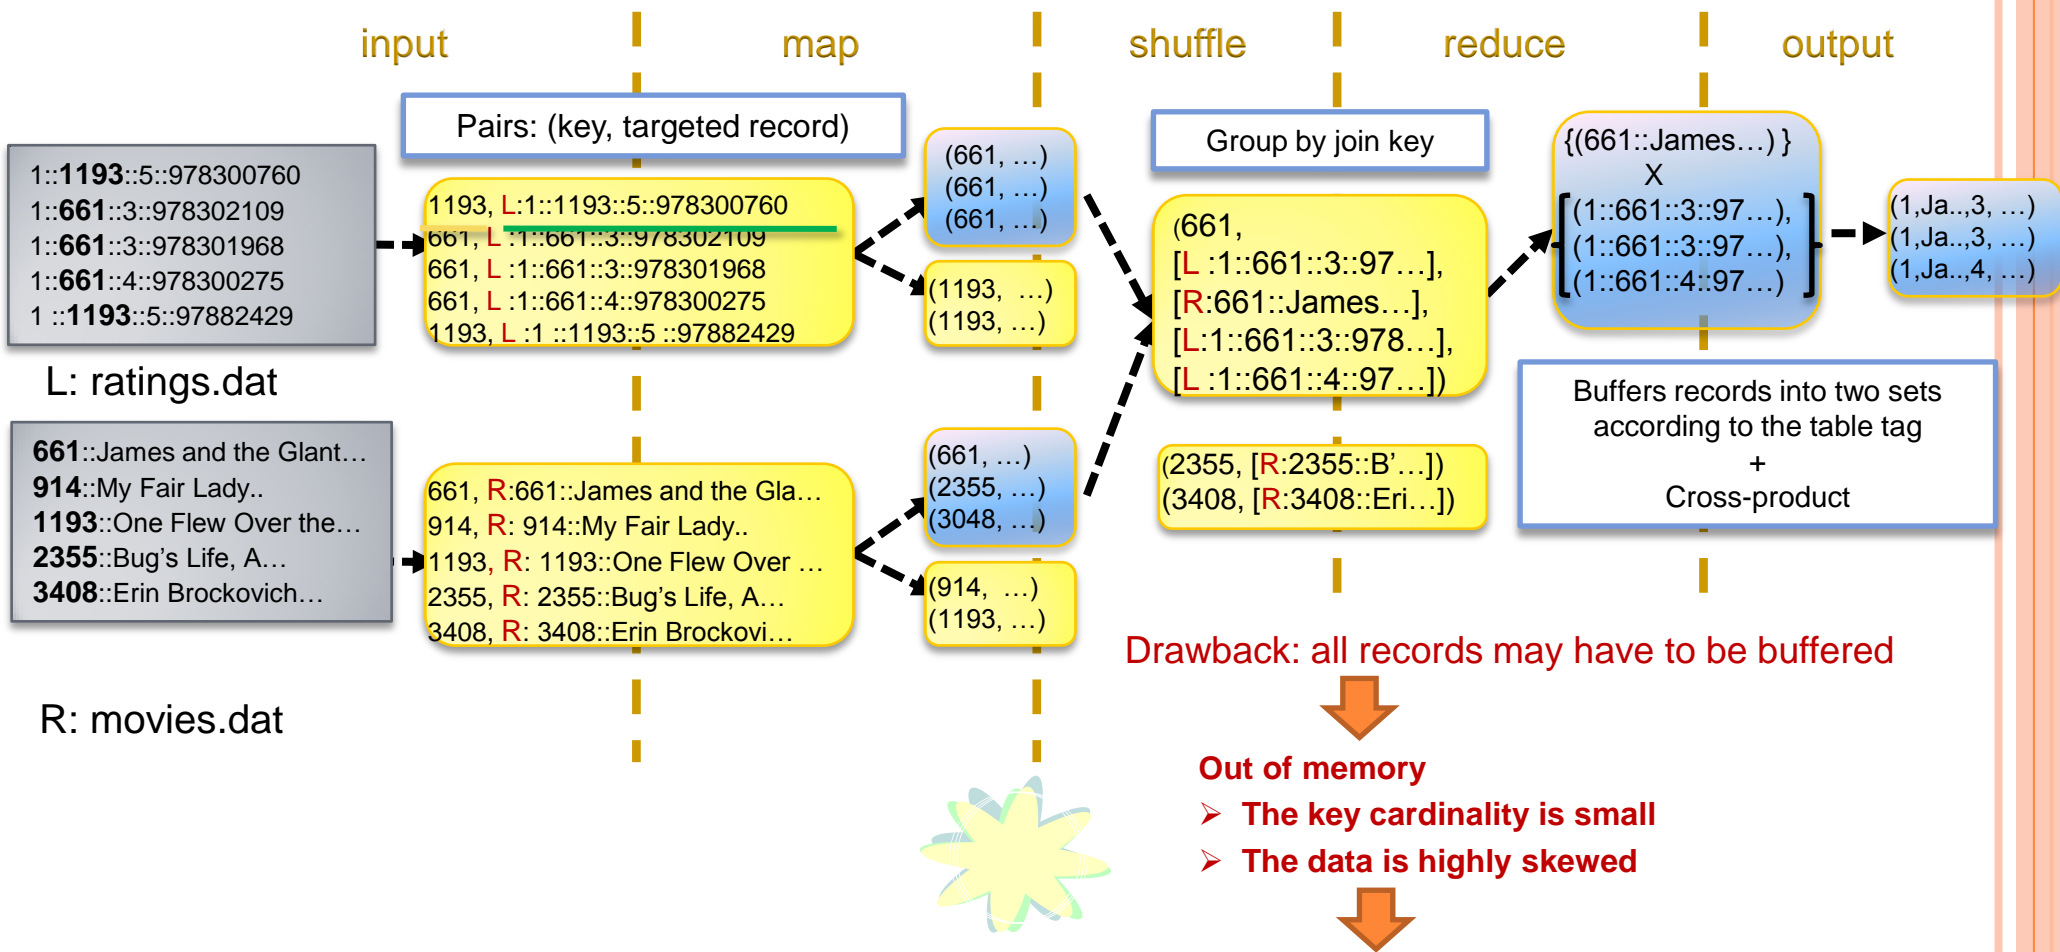 input
map
shuffle
reduce
output
Pairs: (key, targeted record)
1::1193::5::978300760
1::661::3::978302109
1::661::3::978301968
1::661::4::978300275
1 ::1193::5::97882429
L: ratings.dat
1193, L:1::1193::5::978300760
661, L :1::661::3::978302109
661, L :1::661::3::978301968
661, L :1::661::4::978300275
1193, L :1 ::1193::5 ::97882429
(661, …)
(661, …)
(661, …)
(1193, …)
(1193, …)
661::James and the Glant…
914::My Fair Lady..
1193::One Flew Over the…
2355::Bug's Life, A…
3408::Erin Brockovich…
R: movies.dat
661, R:661::James and the Gla…
914, R: 914::My Fair Lady..
1193, R: 1193::One Flew Over …
2355, R: 2355::Bug's Life, A…
3408, R: 3408::Erin Brockovi…
(661, …)
(2355, …)
(3048, …)
(914, …)
(1193, …)
Group by join key
(661,
[L :1::661::3::97…],
[R:661::James…],
[L:1::661::3::978…],
[L :1::661::4::97…])
(2355, [R:2355::B'…])
(3408, [R:3408::Eri…])
{(661::James…) }
X
(1::661::3::97…),
(1::661::3::97…),
(1::661::4::97…)
(1,Ja..,3, …)
(1,Ja..,3, …)
(1,Ja..,4, …)
Buffers records into two sets
according to the table tag
+
Cross-product
Drawback: all records may have to be buffered
Out of memory
➢ The key cardinality is small
➢ The data is highly skewed